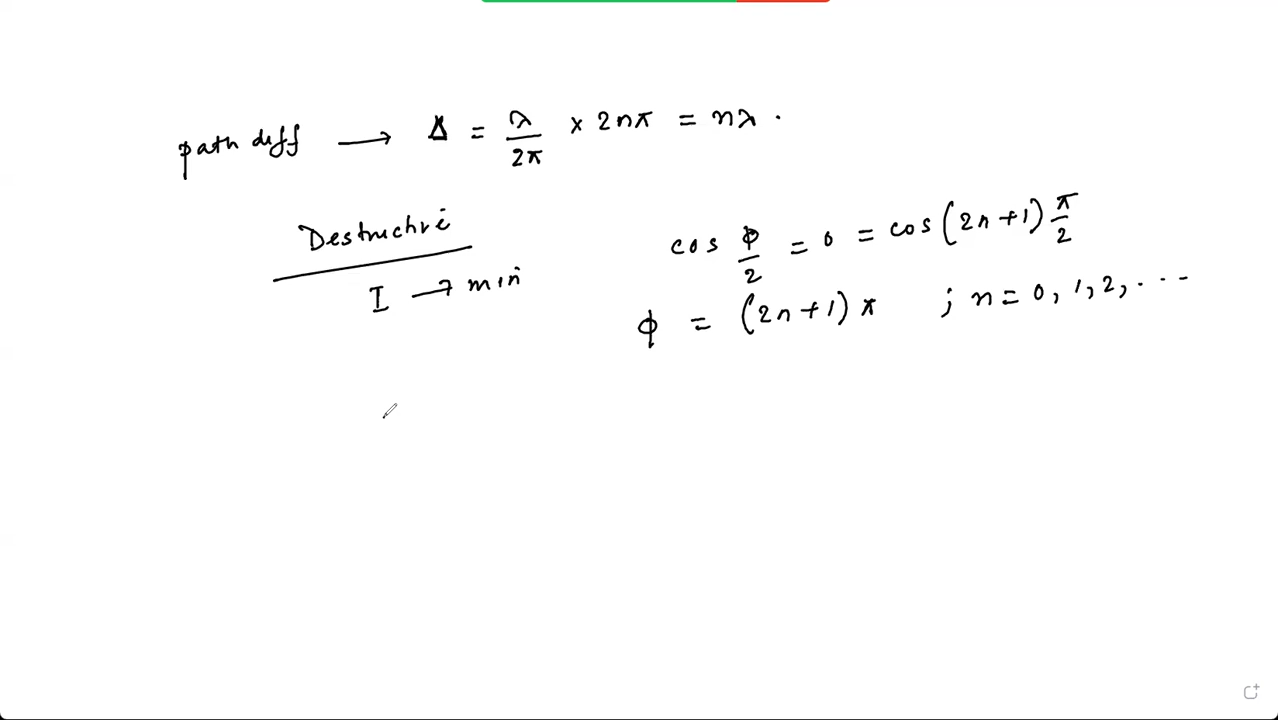 path diff ⟶ Δ = λ/2π × 2nπ = nλ .
Destructive
I → min
cos ϕ/2 = 0 = cos (2n+1) π/2
ϕ = (2n+1) π ; n = 0, 1, 2, ...